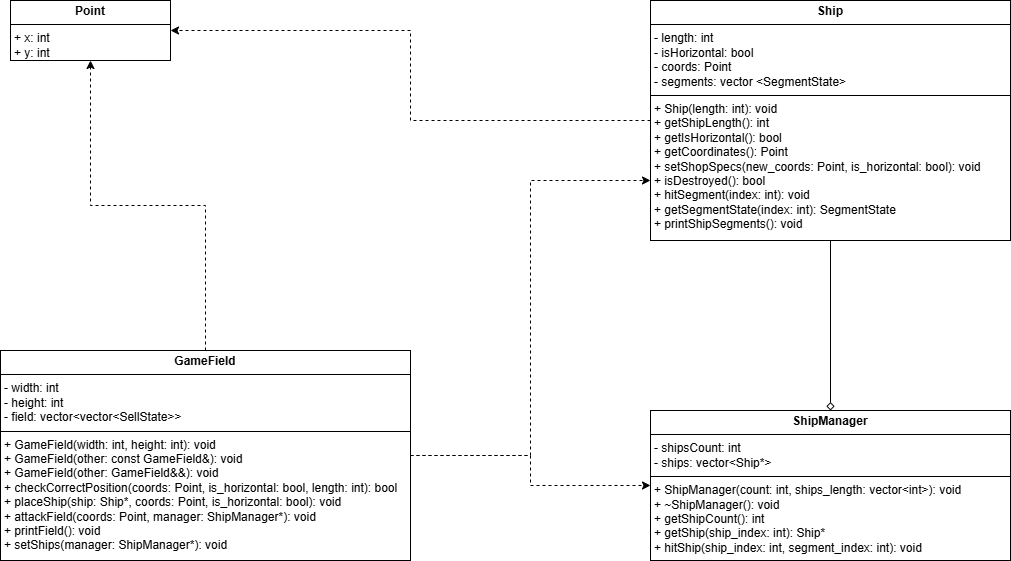 Point
+ x: int
+ y: int
Ship
- length: int
- isHorizontal: bool
- coords: Point
- segments: vector <SegmentState>
+ Ship(length: int): void
+ getShipLength(): int
+ getIsHorizontal(): bool
+ getCoordinates(): Point
+ setShopSpecs(new_coords: Point, is_horizontal: bool): void
+ isDestroyed(): bool
+ hitSegment(index: int): void
+ getSegmentState(index: int): SegmentState
+ printShipSegments(): void
GameField
- width: int
- height: int
- field: vector<vector<SellState>>
+ GameField(width: int, height: int): void
+ GameField(other: const GameField&): void
+ GameField(other: GameField&&): void
+ checkCorrectPosition(coords: Point, is_horizontal: bool, length: int): bool
+ placeShip(ship: Ship*, coords: Point, is_horizontal: bool): void
+ attackField(coords: Point, manager: ShipManager*): void
+ printField(): void
+ setShips(manager: ShipManager*): void
ShipManager
- shipsCount: int
- ships: vector<Ship*>
+ ShipManager(count: int, ships_length: vector<int>): void
+ ~ShipManager(): void
+ getShipCount(): int
+ getShip(ship_index: int): Ship*
+ hitShip(ship_index: int, segment_index: int): void